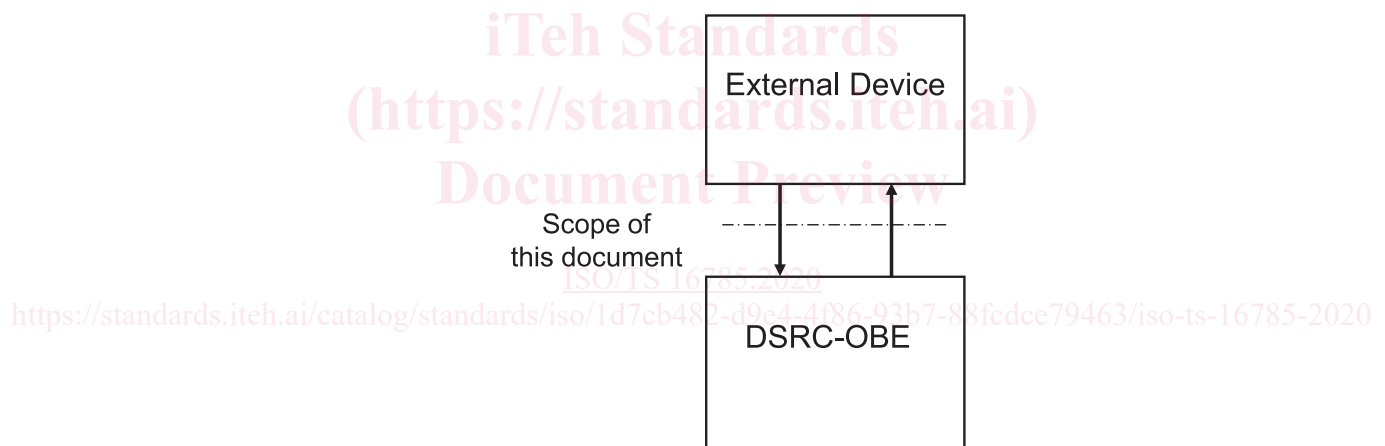 iTeh Standards
(https://standards.iteh.ai)
Document Preview
External Device
Scope of
this document
ISO/TS 16785:2020
https://standards.iteh.ai/catalog/standards/iso/1d7cb482-d9e4-4f86-93b7-88fcdce79463/iso-ts-16785-2020
DSRC-OBE